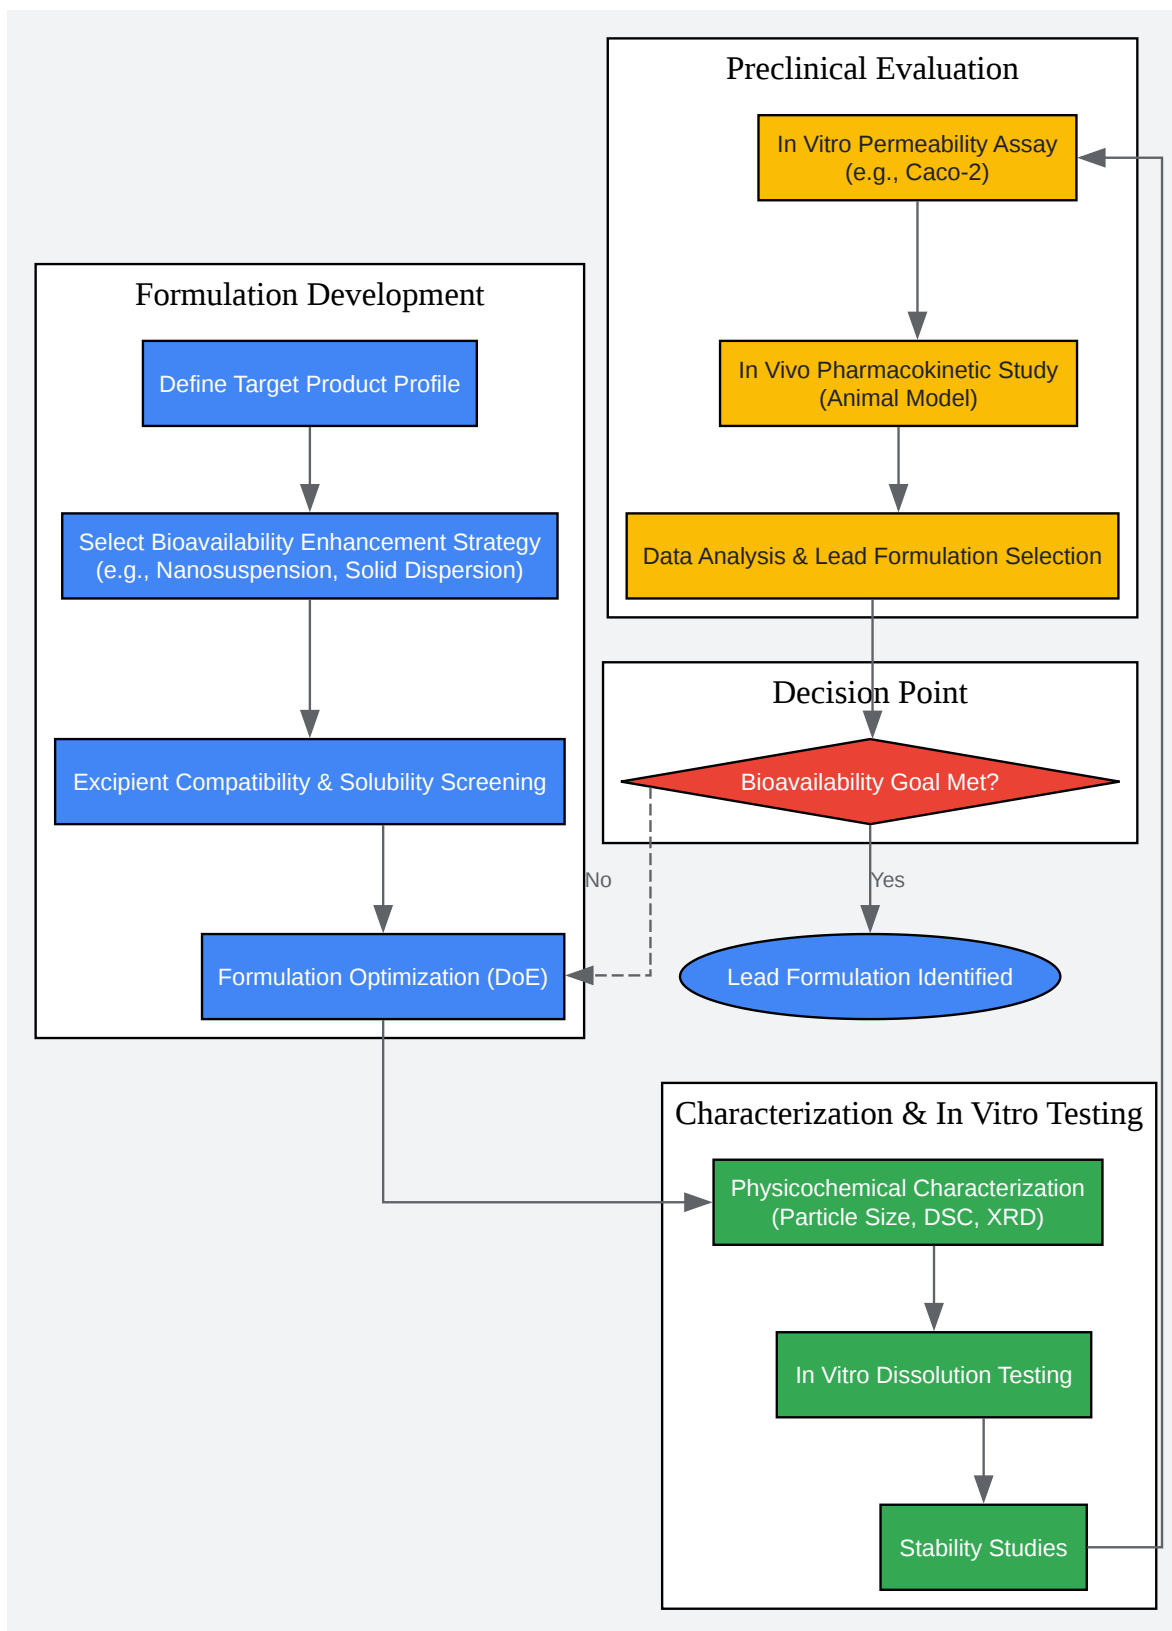 Preclinical Evaluation
In Vitro Permeability Assay
(e.g., Caco-2)
In Vivo Pharmacokinetic Study
(Animal Model)
Data Analysis & Lead Formulation Selection
Formulation Development
Define Target Product Profile
Select Bioavailability Enhancement Strategy
(e.g., Nanosuspension, Solid Dispersion)
Excipient Compatibility & Solubility Screening
Formulation Optimization (DoE)
Decision Point
Bioavailability Goal Met?
No
Yes
Lead Formulation Identified
Characterization & In Vitro Testing
Physicochemical Characterization
(Particle Size, DSC, XRD)
In Vitro Dissolution Testing
Stability Studies